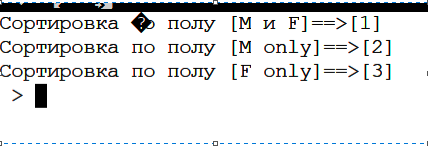 Сортировка �о полу [M и F]==>[1]
Сортировка по полу [M only]==>[2]
Сортировка по полу [F only]==>[3]
>